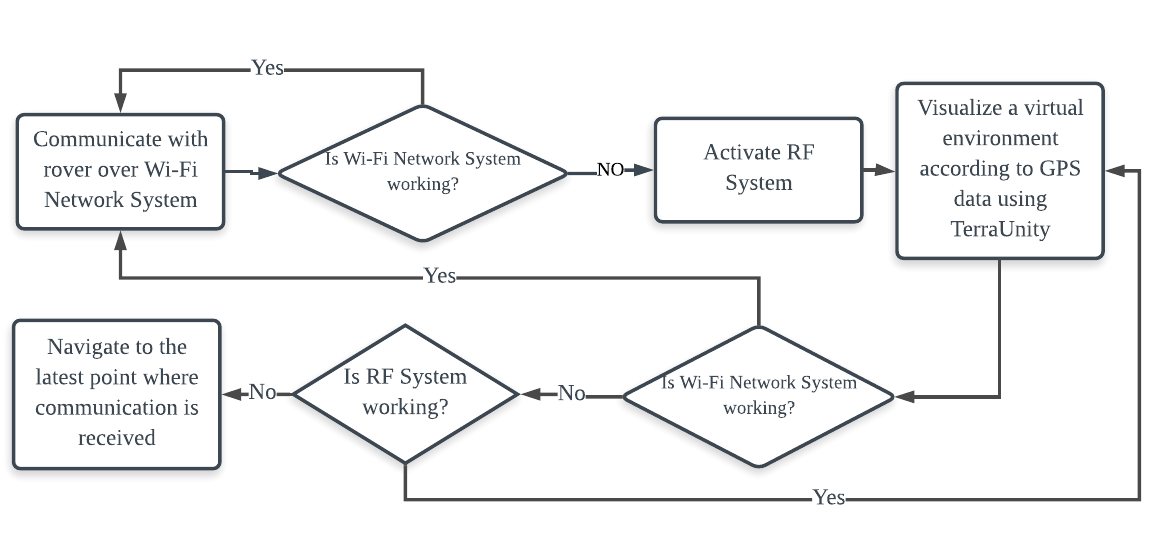 Yes
Communicate with
rover over Wi-Fi
Network System
Is Wi-Fi Network System
working?
NO
Activate RF
System
Visualize a virtual
environment
according to GPS
data using
TerraUnity
Yes
Navigate to the
latest point where
communication is
received
No
Is RF System
working?
No
Is Wi-Fi Network System
working?
Yes